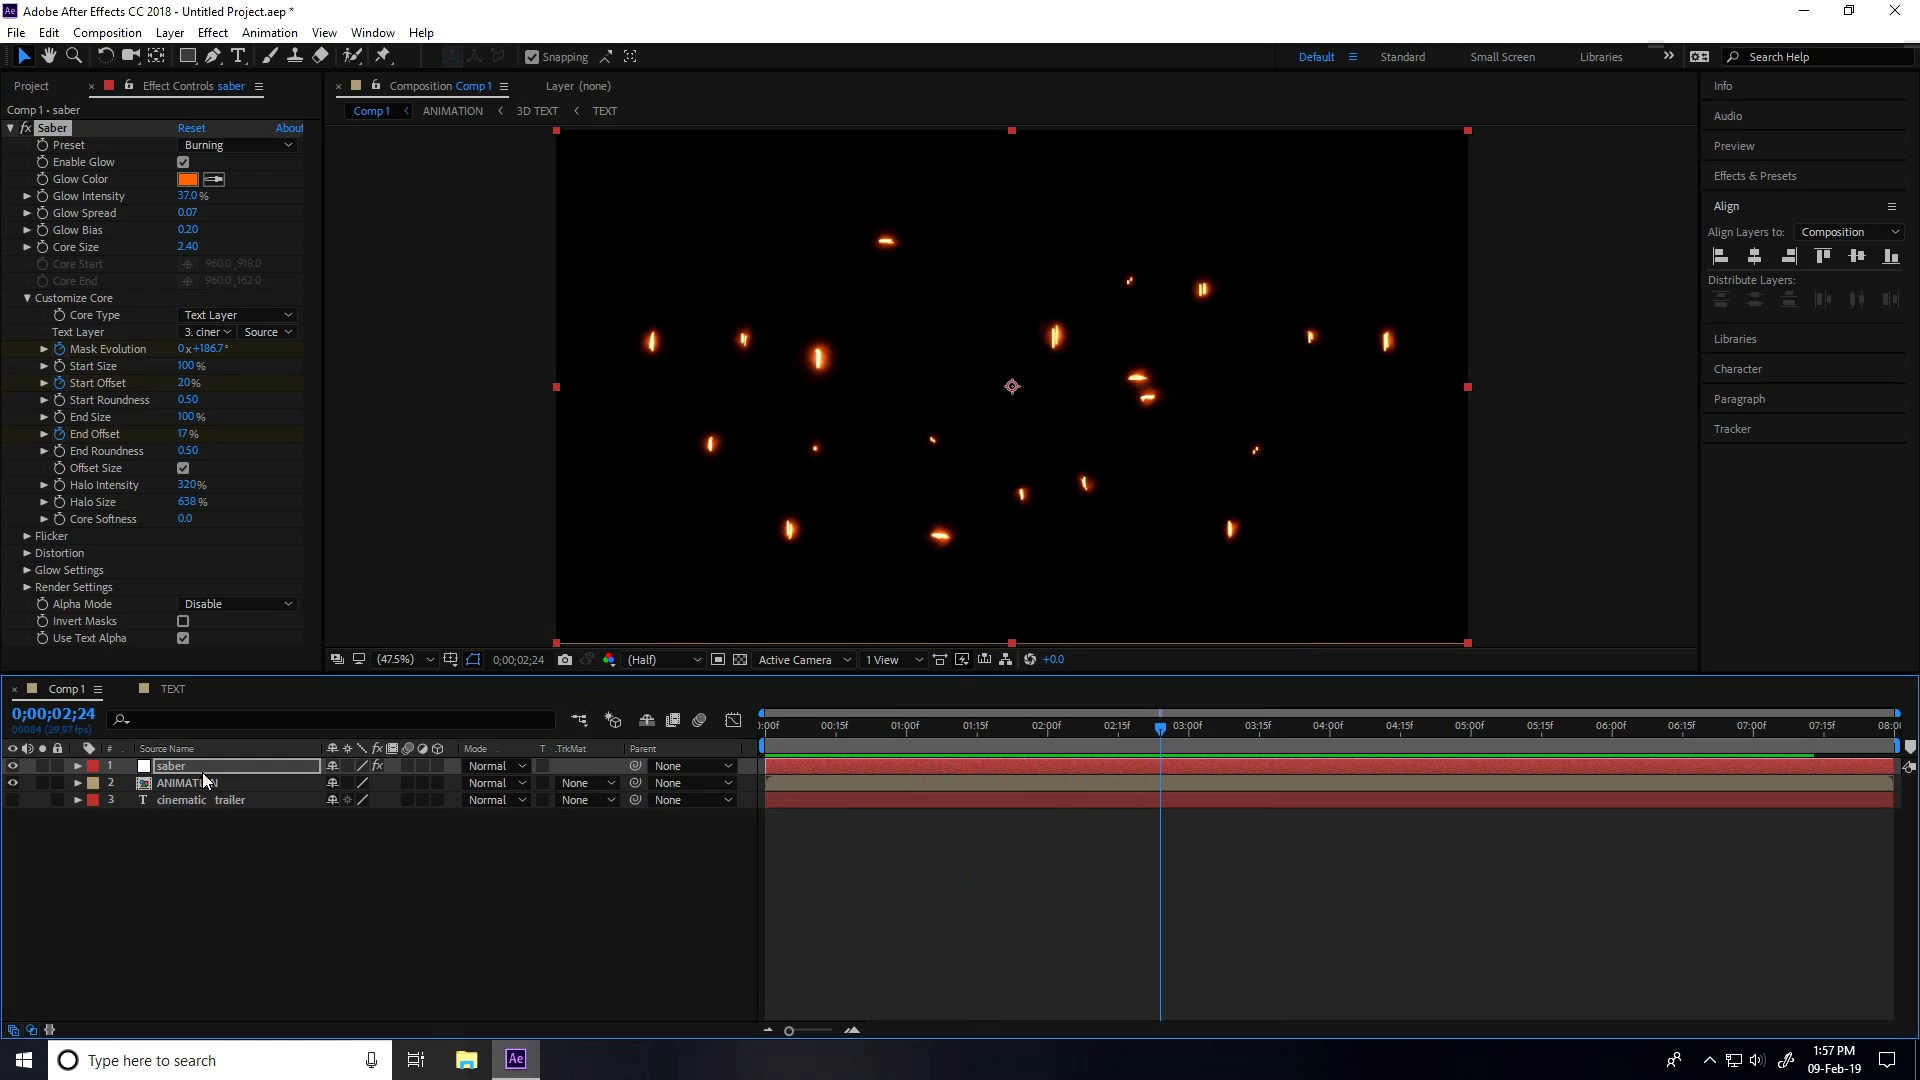 Adobe After Effects CC 2018 - Untitled Project.aep *
File Edit Composition Layer Effect Animation View Window Help
Snapping Default Standard Small Screen Libraries Search Help
Project Effect Controls saber Composition Comp 1 Layer (none) Info
Comp 1 • saber Comp 1 ANIMATION 3D TEXT TEXT
Audio
fx Saber Reset About
Preset Burning Preview
Enable Glow
Glow Color Effects & Presets
Glow Intensity 37.0 %
Glow Spread 0.07 Align
Glow Bias 0.20 Align Layers to: Composition
Core Size 2.40
Core Start 960.0,918.0
Core End 960.0,162.0 Distribute Layers:
Customize Core
Core Type Text Layer
Text Layer 3. ciner Source Libraries
Mask Evolution 0x+186.7°
Start Size 100 % Character
Start Offset 20 %
Start Roundness 0.50 Paragraph
End Size 100 %
End Offset 17 % Tracker
End Roundness 0.50
Offset Size
Halo Intensity 320 %
Halo Size 638 %
Core Softness 0.0
Flicker
Distortion
Glow Settings
Render Settings
Alpha Mode Disable
Invert Masks
Use Text Alpha
(47.5%) 0;00;02;24 (Half) Active Camera 1 View +0.0
Comp 1 TEXT
0;00;02;24
00084 (29.97 fps)
):00f 00:15f 01:00f 01:15f 02:00f 02:15f 03:00f 03:15f 04:00f 04:15f 05:00f 05:15f 06:00f 06:15f 07:00f 07:15f 08:0(
# Source Name fx Mode T .TrkMat Parent
1 saber fx Normal None
2 ANIMATION Normal None None
3 T cinematic trailer Normal None None
Type here to search Ae 1:57 PM
09-Feb-19